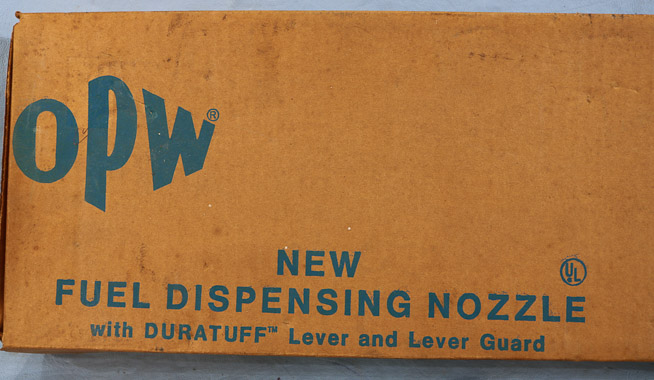 OPW®
NEW
UL
FUEL DISPENSING NOZZLE
with DURATUFF™ Lever and Lever Guard